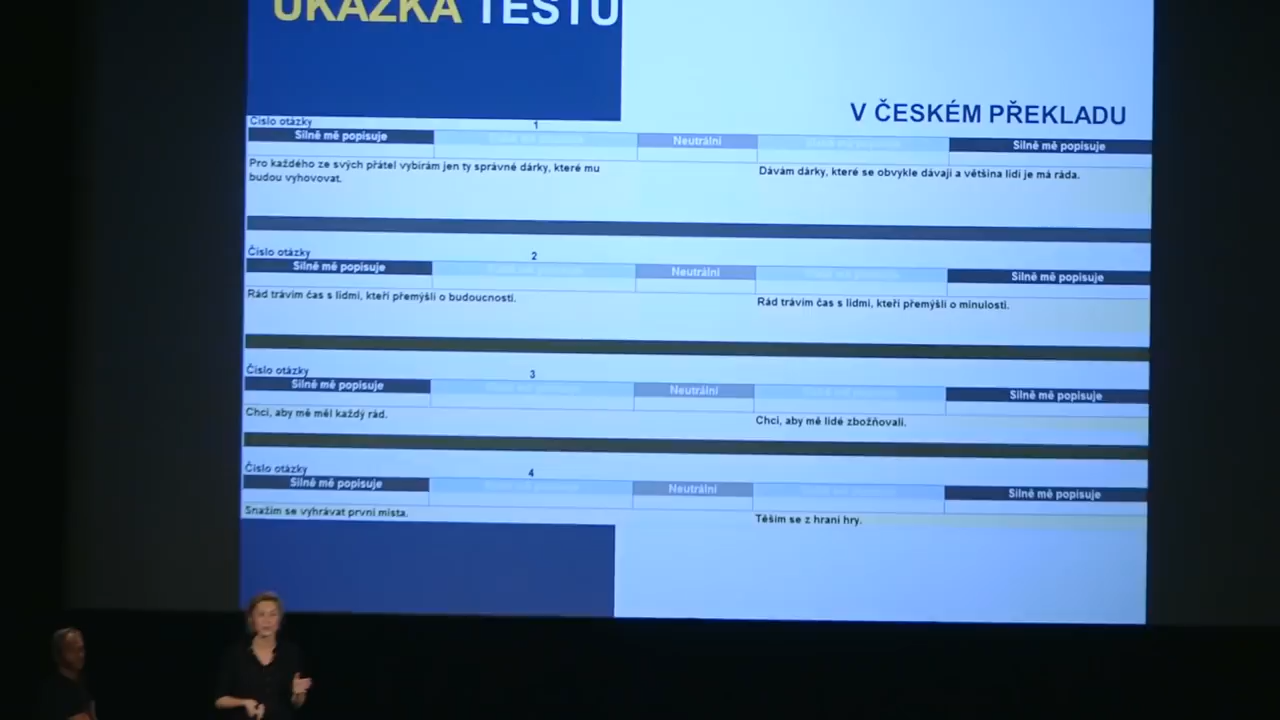 UKÁZKA TESTU
V ČESKÉM PŘEKLADU
Číslo otázky 1
Silně mě popisuje Neutrální Silně mě popisuje
Pro každého ze svých přátel vybírám jen ty správné dárky, které mu
budou vyhovovat.
Dávám dárky, které se obvykle dávají a většina lidí je má ráda.
Číslo otázky 2
Silně mě popisuje Neutrální Silně mě popisuje
Rád trávím čas s lidmi, kteří přemýšlí o budoucnosti.
Rád trávím čas s lidmi, kteří přemýšlí o minulosti.
Číslo otázky 3
Silně mě popisuje Neutrální Silně mě popisuje
Chci, aby mě měl každý rád.
Chci, aby mě lidé zbožňovali.
Číslo otázky 4
Silně mě popisuje Neutrální Silně mě popisuje
Snažím se vyhrávat první místa.
Těším se z hraní hry.